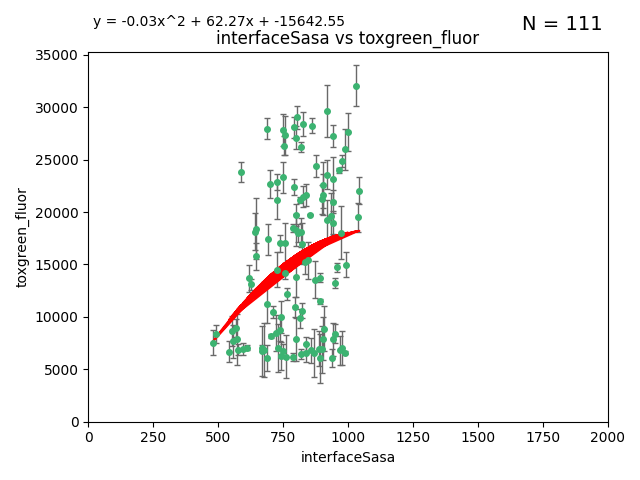 y = -0.03x^2 + 62.27x + -15642.55
N = 111
interfaceSasa vs toxgreen_fluor
35000
30000
25000
20000
15000
10000
5000
0
toxgreen_fluor
0 250 500 750 1000 1250 1500 1750 2000
interfaceSasa